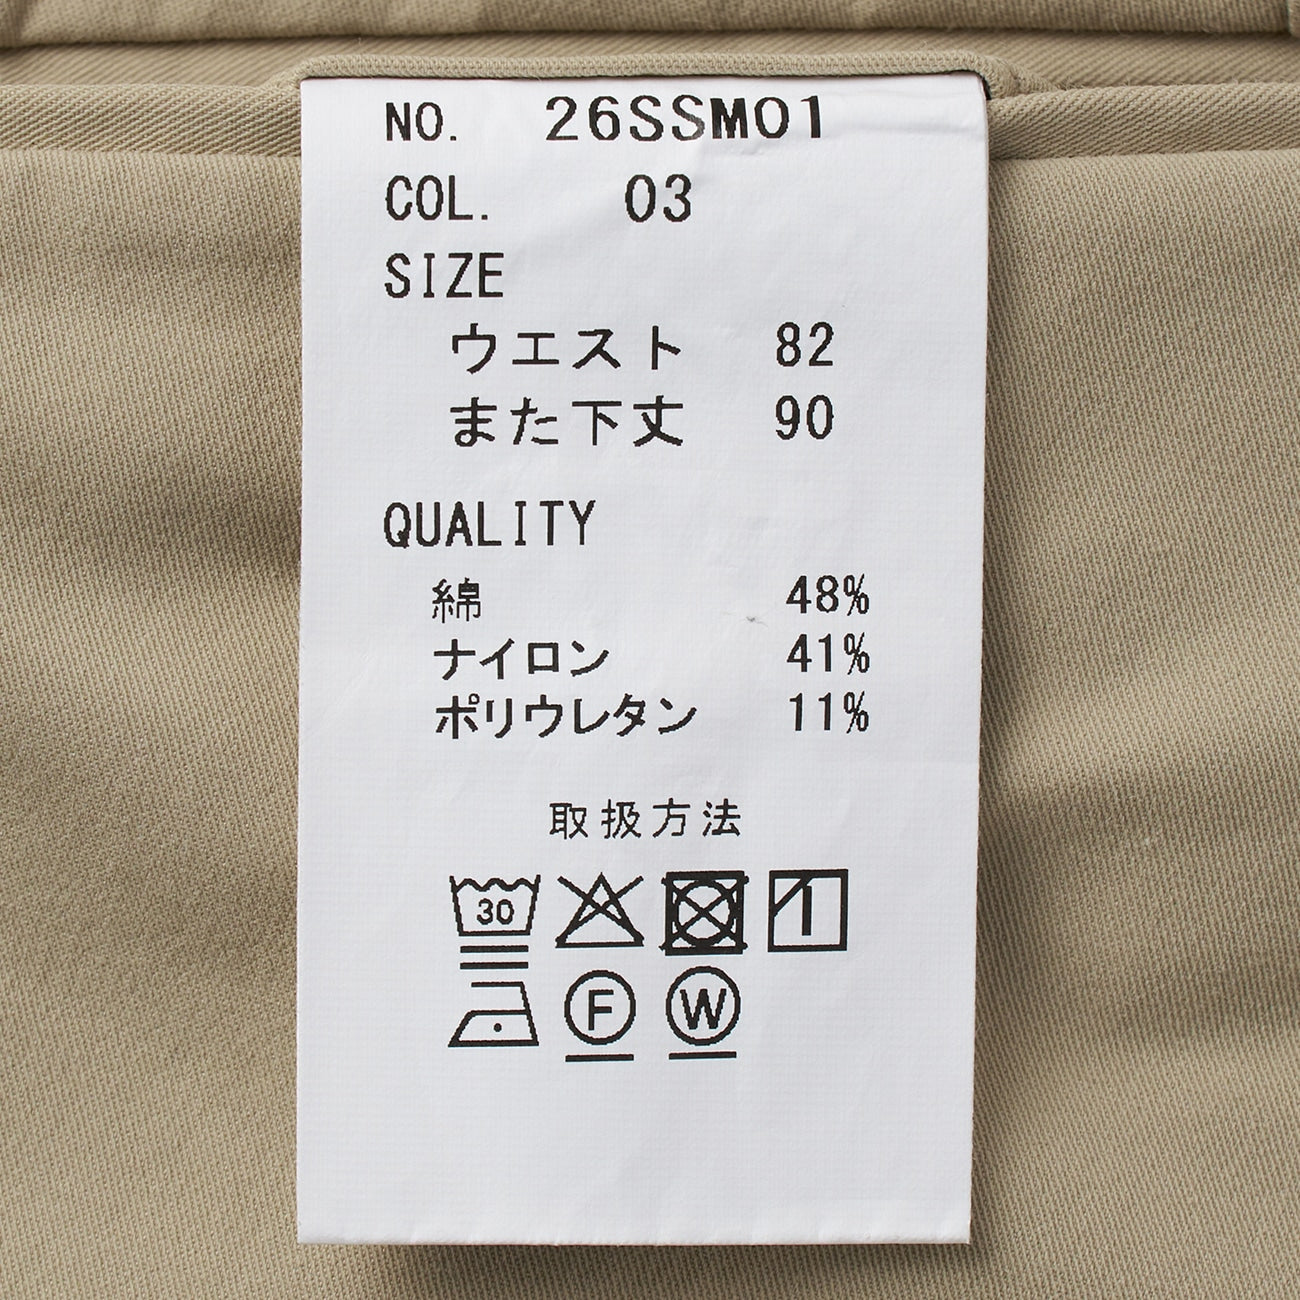 NO. 26SSM01
COL. 03
SIZE
ウエスト 82
また下丈 90
QUALITY
綿 48%
ナイロン 41%
ポリウレタン 11%
取扱方法
30
F W